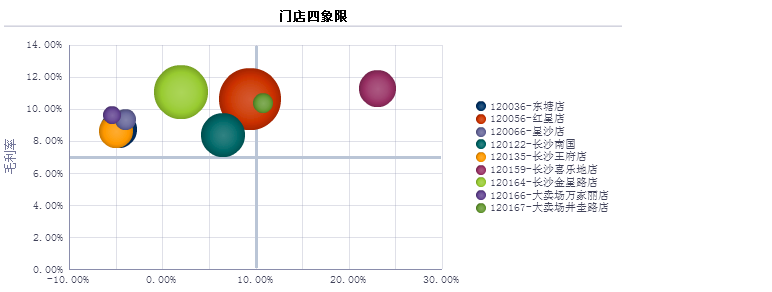 门店四象限
14.00%
12.00%
10.00%
8.00%
6.00%
4.00%
2.00%
0.00%
毛利率
-10.00%
0.00%
10.00%
20.00%
30.00%
120036-东塘店
120056-红星店
120066-星沙店
120122-长沙南国
120135-长沙王府店
120159-长沙喜乐地店
120164-长沙金星路店
120166-大卖场万家丽店
120167-大卖场井圭路店